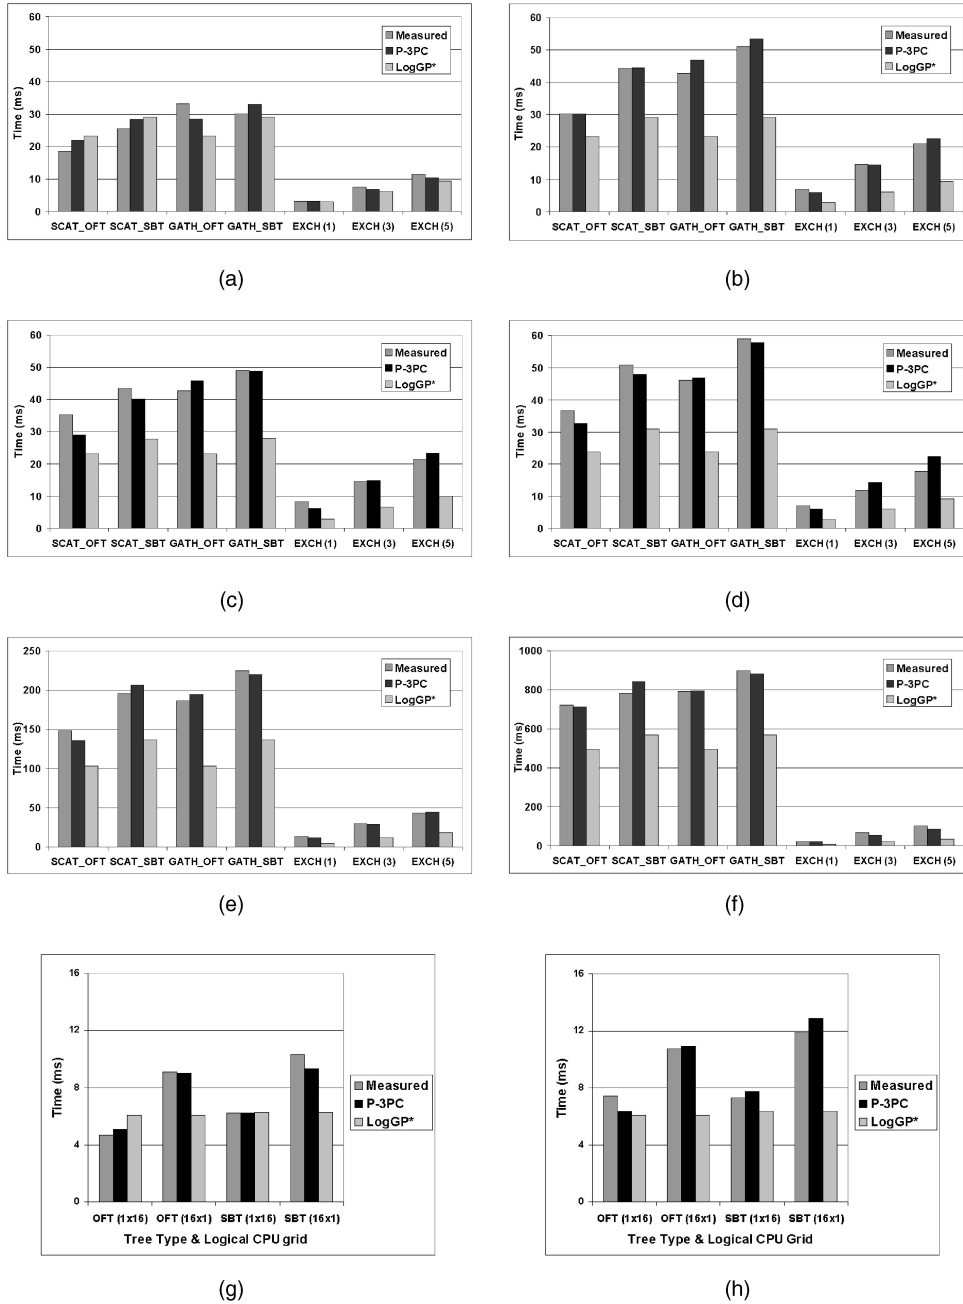 60
50
40
30
20
10
0
Time (ms)
Measured
P-3PC
LogGP*
SCAT_OFT SCAT_SBT GATH_OFT GATH_SBT EXCH (1) EXCH (3) EXCH (5)
(a)
60
50
40
30
20
10
0
Time (ms)
Measured
P-3PC
LogGP*
SCAT_OFT SCAT_SBT GATH_OFT GATH_SBT EXCH (1) EXCH (3) EXCH (5)
(b)
60
50
40
30
20
10
0
Time (ms)
Measured
P-3PC
LogGP*
SCAT_OFT SCAT_SBT GATH_OFT GATH_SBT EXCH (1) EXCH (3) EXCH (5)
(c)
60
50
40
30
20
10
0
Time (ms)
Measured
P-3PC
LogGP*
SCAT_OFT SCAT_SBT GATH_OFT GATH_SBT EXCH (1) EXCH (3) EXCH (5)
(d)
250
200
150
100
50
0
Time (ms)
Measured
P-3PC
LogGP*
SCAT_OFT SCAT_SBT GATH_OFT GATH_SBT EXCH (1) EXCH (3) EXCH (5)
(e)
1000
800
600
400
200
0
Time (ms)
Measured
P-3PC
LogGP*
SCAT_OFT SCAT_SBT GATH_OFT GATH_SBT EXCH (1) EXCH (3) EXCH (5)
(f)
16
12
8
4
0
Time (ms)
Measured
P-3PC
LogGP*
OFT (1x16) OFT (16x1) SBT (1x16) SBT (16x1)
Tree Type & Logical CPU grid
(g)
16
12
8
4
0
Time (ms)
Measured
P-3PC
LogGP*
OFT (1x16) OFT (16x1) SBT (1x16) SBT (16x1)
Tree Type & Logical CPU Grid
(h)